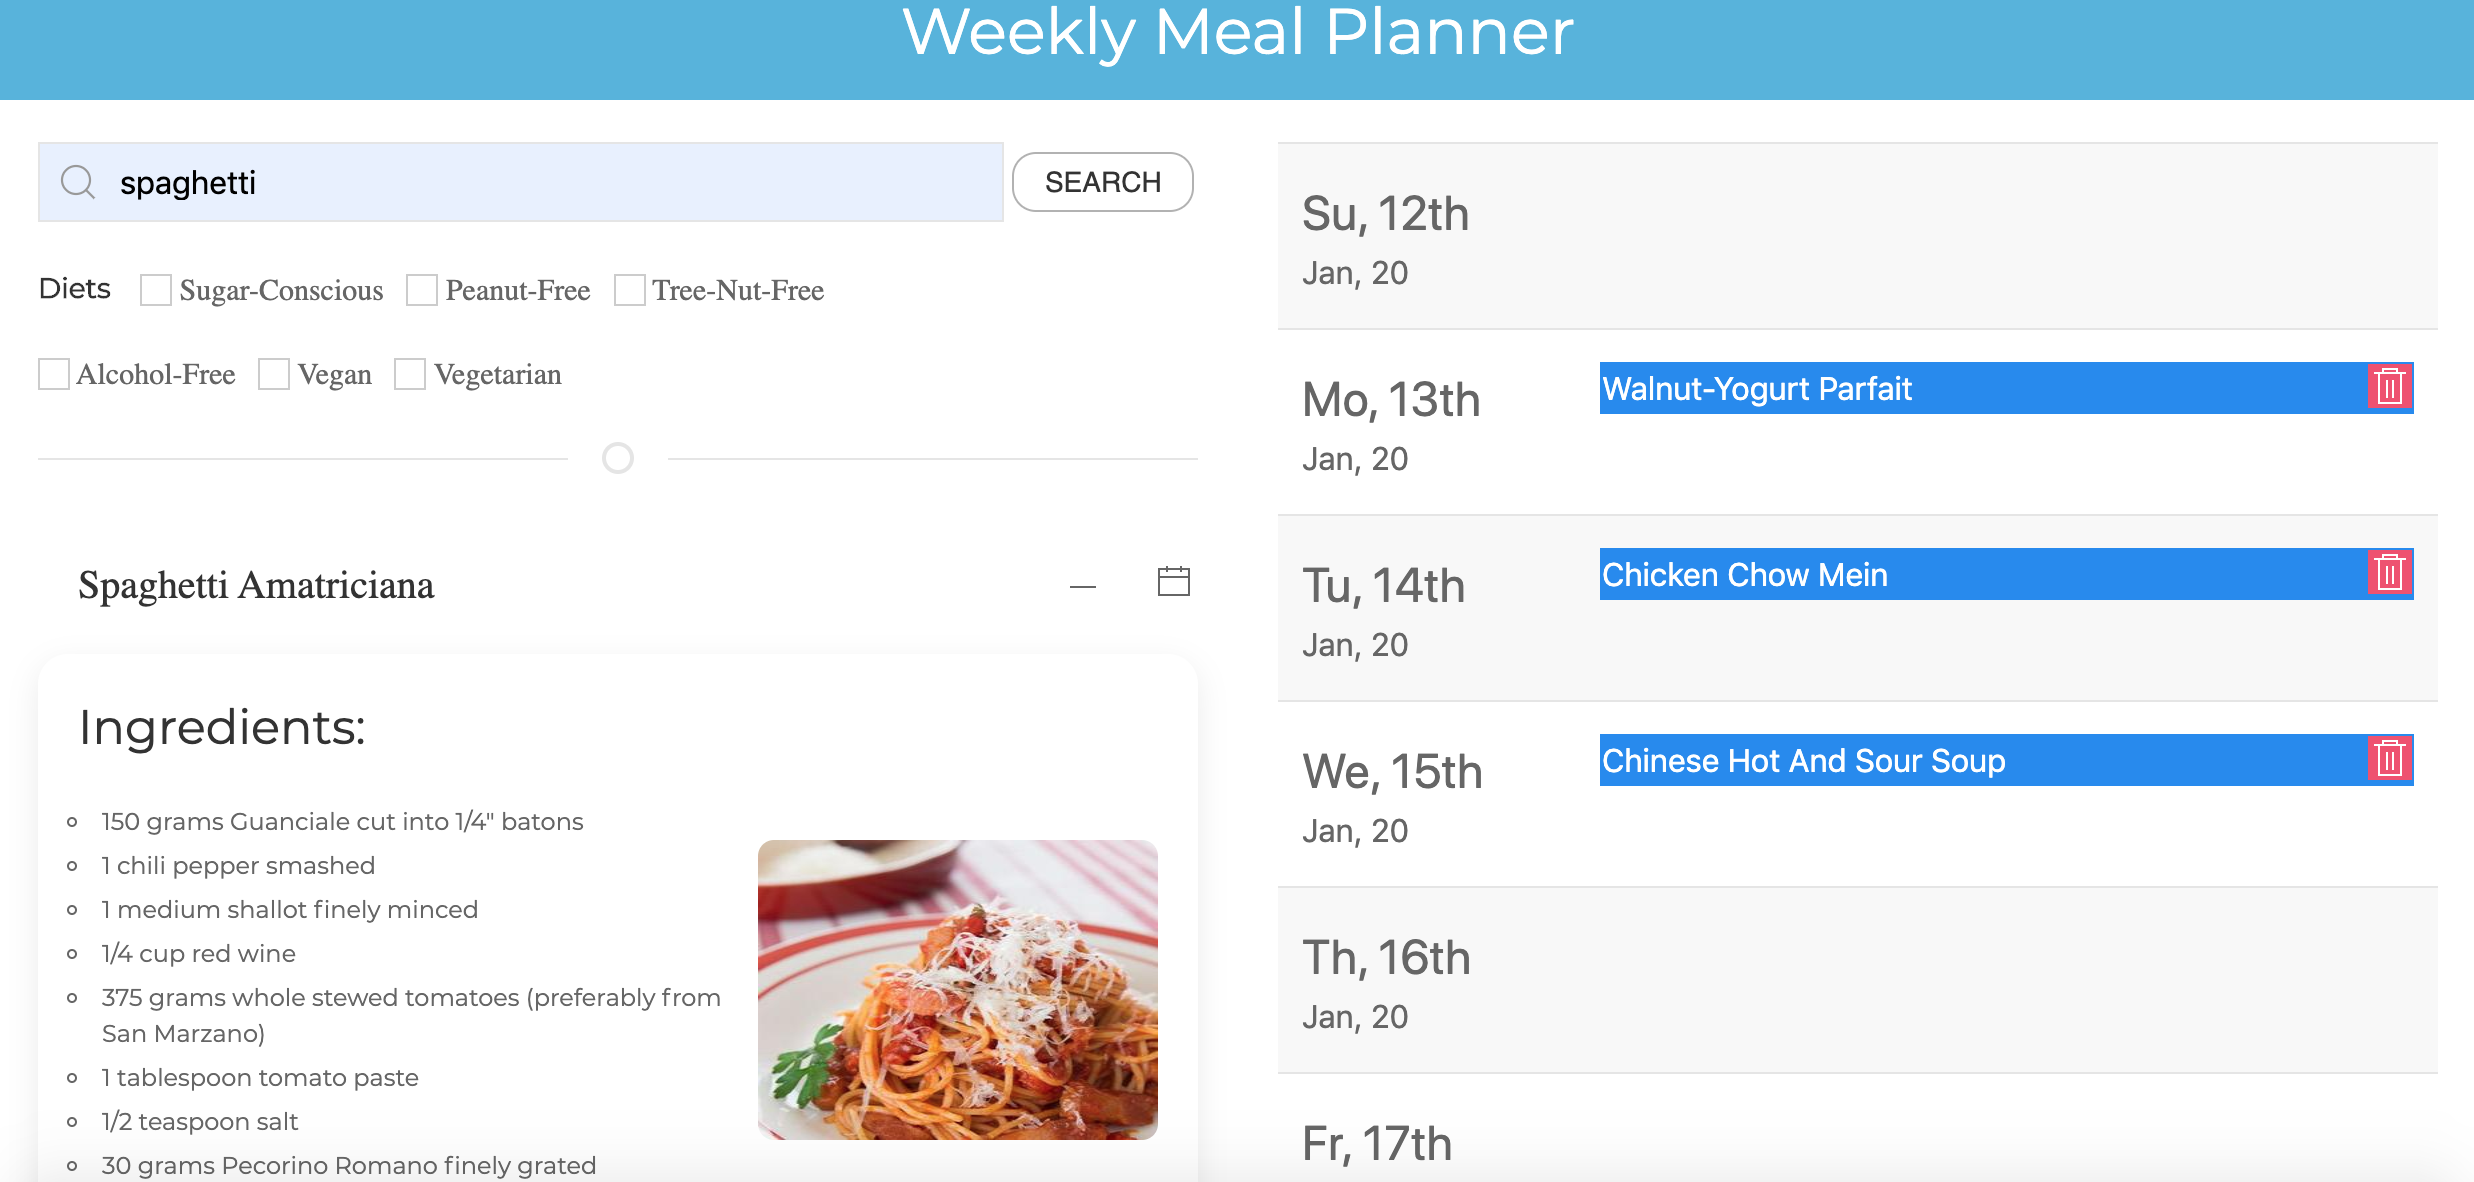 Weekly Meal Planner
spaghetti
SEARCH
Diets Sugar-Conscious Peanut-Free Tree-Nut-Free
Alcohol-Free Vegan Vegetarian
Spaghetti Amatriciana
Ingredients:
150 grams Guanciale cut into 1/4" batons
1 chili pepper smashed
1 medium shallot finely minced
1/4 cup red wine
375 grams whole stewed tomatoes (preferably from
San Marzano)
1 tablespoon tomato paste
1/2 teaspoon salt
30 grams Pecorino Romano finely grated
Su, 12th
Jan, 20
Mo, 13th
Jan, 20
Walnut-Yogurt Parfait
Tu, 14th
Jan, 20
Chicken Chow Mein
We, 15th
Jan, 20
Chinese Hot And Sour Soup
Th, 16th
Jan, 20
Fr, 17th